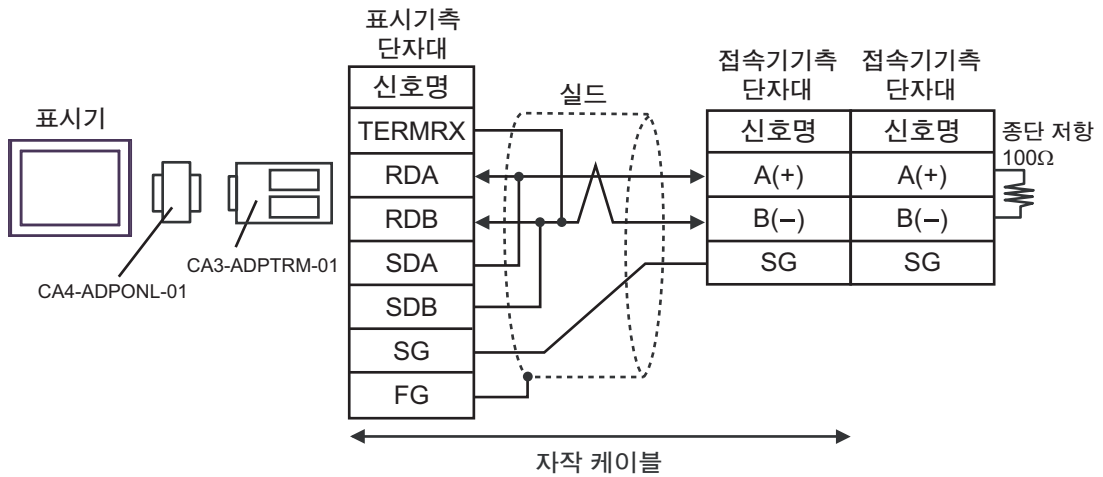 표시기
CA4-ADPONL-01
CA3-ADPTRM-01
표시기측
단자대
신호명
TERMRX
RDA
RDB
SDA
SDB
SG
FG
실드
접속기기측
단자대
신호명
A(+)
B(−)
SG
접속기기측
단자대
신호명
A(+)
B(−)
SG
종단 저항
100Ω
자작 케이블